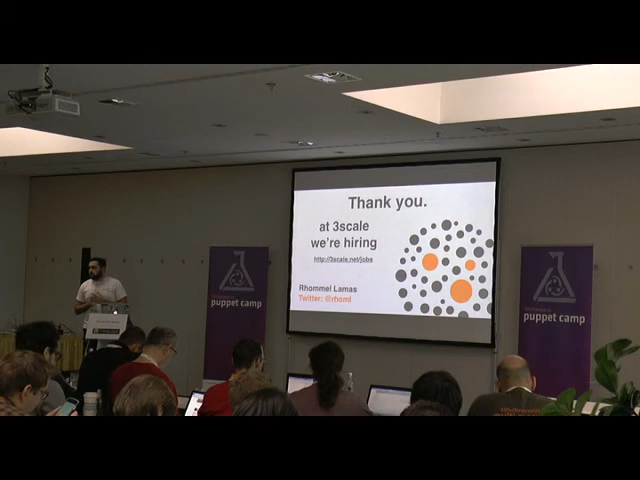 Thank you.
at 3scale
we're hiring
http://3scale.net/jobs
Rhommel Lamas
Twitter: @rhoml
puppet camp
puppet camp